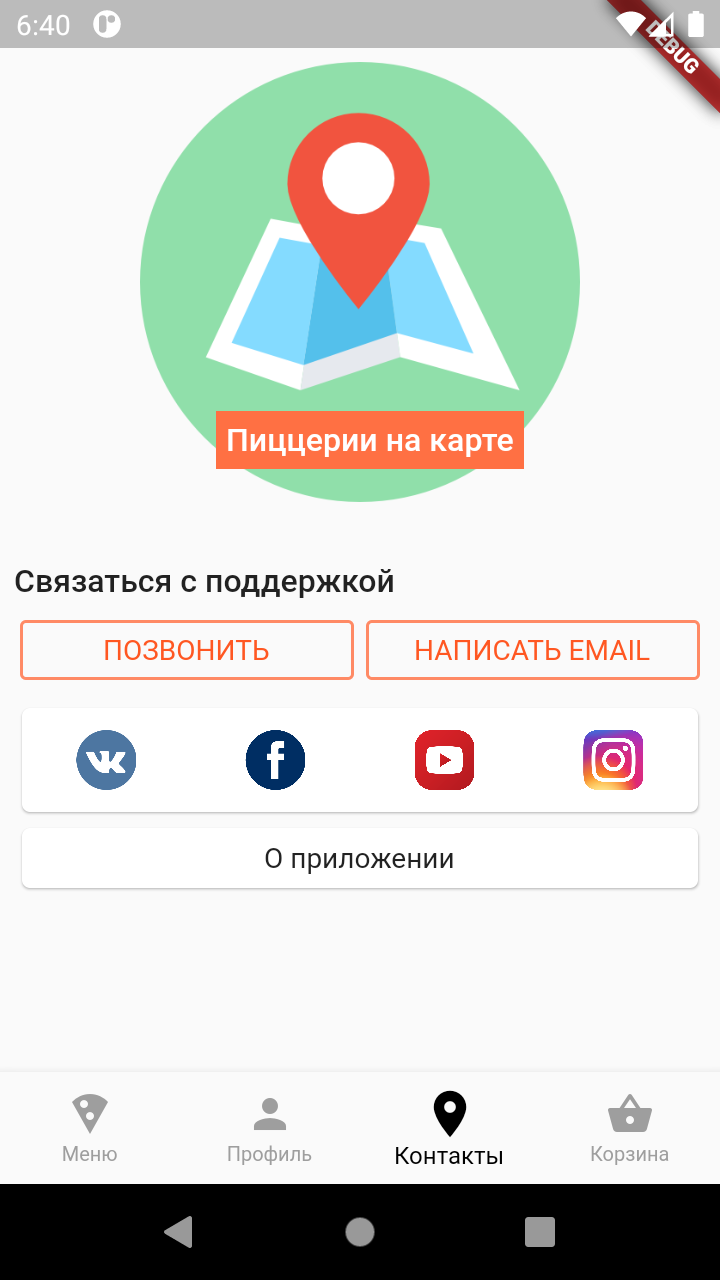 6:40
DEBUG
Пиццерии на карте
Связаться с поддержкой
ПОЗВОНИТЬ
НАПИСАТЬ EMAIL
О приложении
Меню
Профиль
Контакты
Корзина